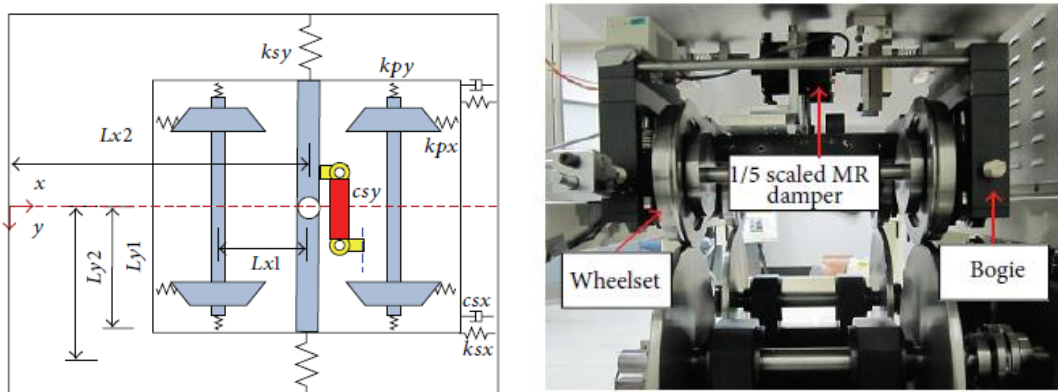 ksy
kpy
Lx2
kpx
x
csy
y
Ly2
Ly1
Lx1
csx
ksx
1/5 scaled MR
damper
Wheelset
Bogie